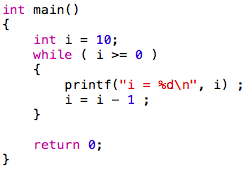 int main()
{
    int i = 10;
    while ( i >= 0 )
    {
        printf("i = %d\n", i) ;
        i = i - 1 ;
    }

    return 0;
}